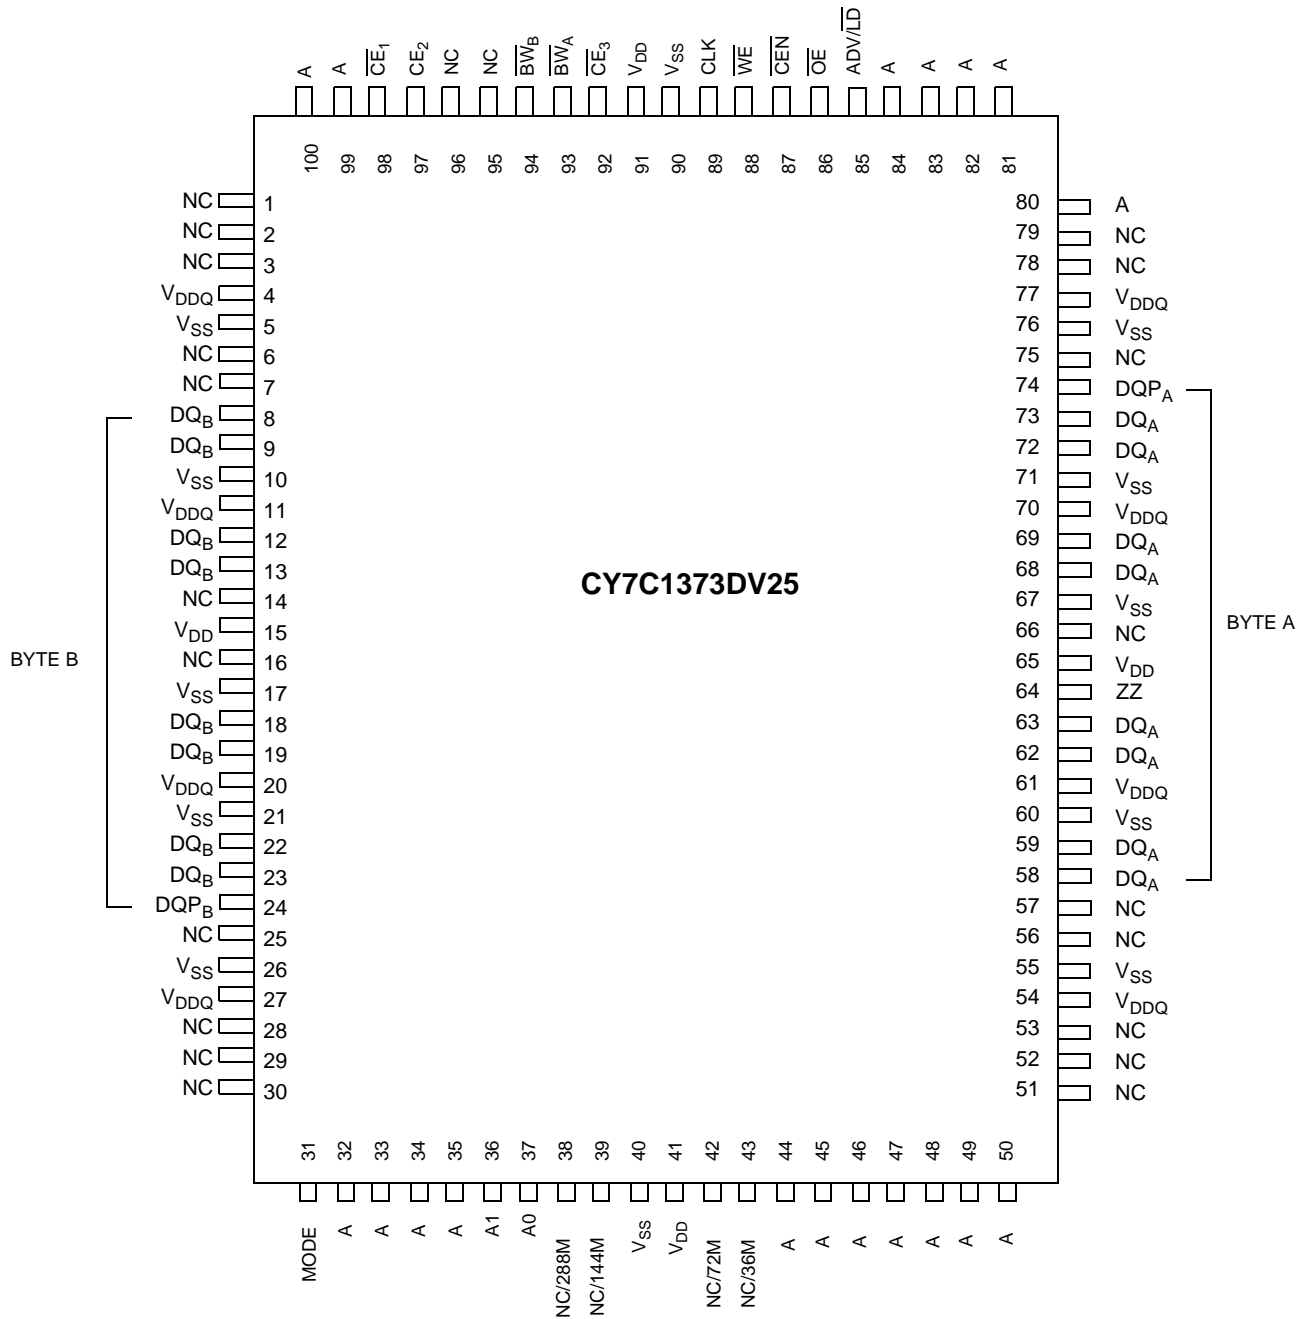 A A CE1 CE2 NC NC BWB BWA CE3 VDD VSS CLK WE CEN OE ADV/LD A A A A
100 99 98 97 96 95 94 93 92 91 90 89 88 87 86 85 84 83 82 81
NC 1 80 A
NC 2 79 NC
NC 3 78 NC
VDDQ 4 77 VDDQ
VSS 5 76 VSS
NC 6 75 NC
NC 7 74 DQPA
DQB 8 73 DQA
DQB 9 72 DQA
VSS 10 71 VSS
VDDQ 11 70 VDDQ
DQB 12 69 DQA
DQB 13 68 DQA
CY7C1373DV25
NC 14 67 VSS
VDD 15 66 NC
BYTE A
BYTE B
NC 16 65 VDD
VSS 17 64 ZZ
DQB 18 63 DQA
DQB 19 62 DQA
VDDQ 20 61 VDDQ
VSS 21 60 VSS
DQB 22 59 DQA
DQB 23 58 DQA
DQPB 24 57 NC
NC 25 56 NC
VSS 26 55 VSS
VDDQ 27 54 VDDQ
NC 28 53 NC
NC 29 52 NC
NC 30 51 NC
31 32 33 34 35 36 37 38 39 40 41 42 43 44 45 46 47 48 49 50
MODE A A A A A1 A0 NC/288M NC/144M VSS VDD NC/72M NC/36M A A A A A A A